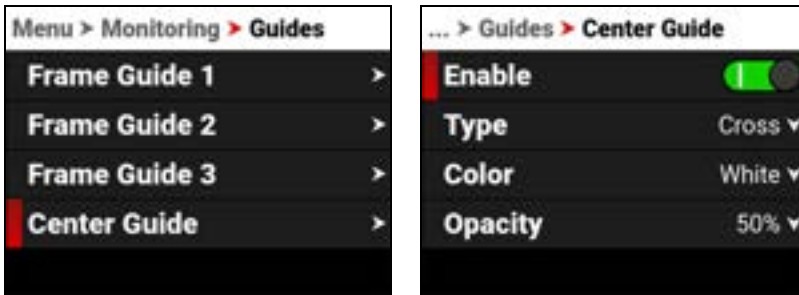 Menu > Monitoring > Guides
Frame Guide 1
Frame Guide 2
Frame Guide 3
Center Guide
... > Guides > Center Guide
Enable
Type Cross
Color White
Opacity 50%